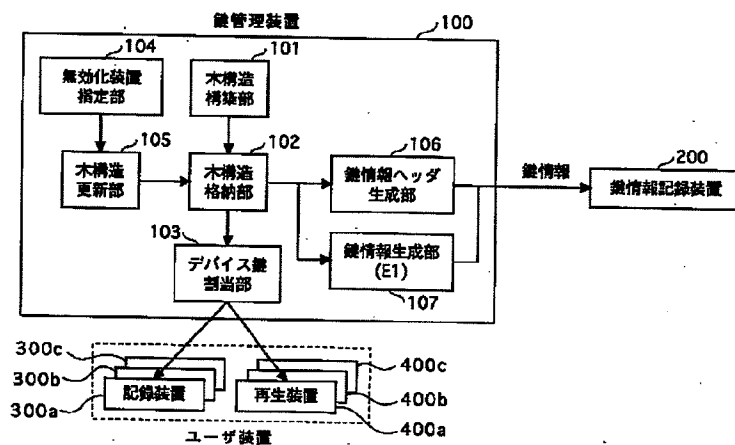 鍵管理装置
100
104
無効化装置
指定部
101
木構造
構築部
105
木構造
更新部
102
木構造
格納部
106
鍵情報ヘッダ
生成部
鍵情報
200
鍵情報記録装置
103
デバイス鍵
割当部
鍵情報生成部
(E1)
107
300c
300b
300a
記録装置
再生装置
400c
400b
400a
ユーザ装置